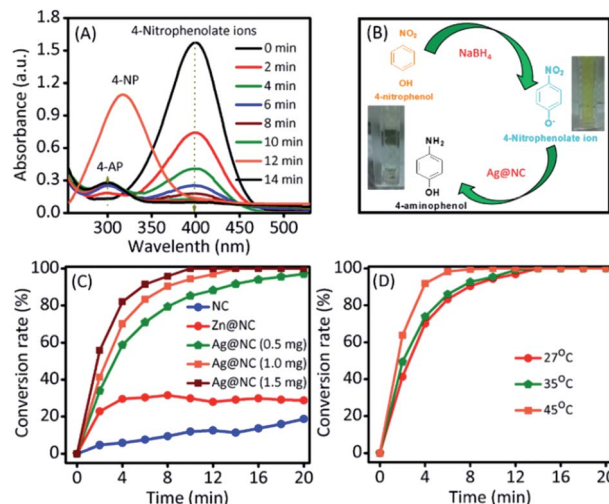 (A)
4-Nitrophenolate ions
4-NP
4-AP
0 min
2 min
4 min
6 min
8 min
10 min
12 min
14 min
Absorbance (a.u.)
1.8
1.5
1.2
0.9
0.6
0.3
0.0
300 350 400 450 500
Wavelenth (nm)
(B)
NO2
OH
4-nitrophenol
NaBH4
NO2
O-
4-Nitrophenolate ion
NH2
OH
4-aminophenol
Ag@NC
(C)
NC
Zn@NC
Ag@NC (0.5 mg)
Ag@NC (1.0 mg)
Ag@NC (1.5 mg)
Conversion rate (%)
100
80
60
40
20
0
0 4 8 12 16 20
Time (min)
(D)
27°C
35°C
45°C
Conversion rate (%)
100
80
60
40
20
0
0 4 8 12 16 20
Time (min)